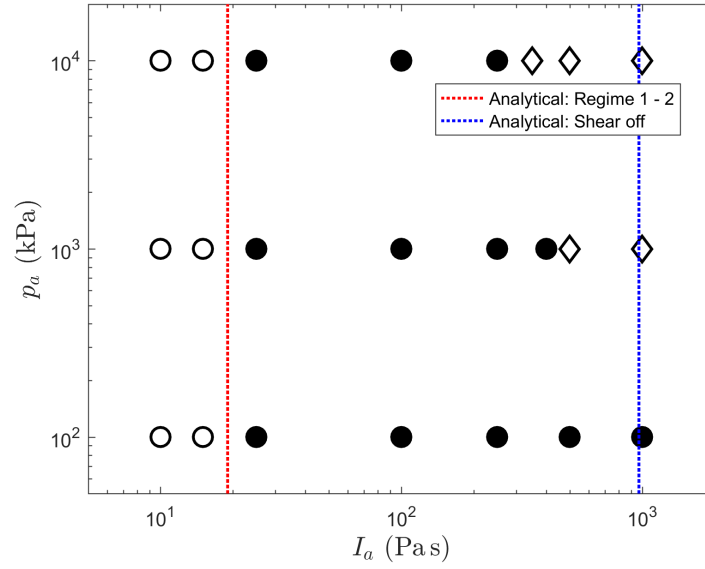 10^4
Analytical: Regime 1 - 2
Analytical: Shear off
10^3
p_a (kPa)
10^2
10^1 10^2 10^3
I_a (Pa s)